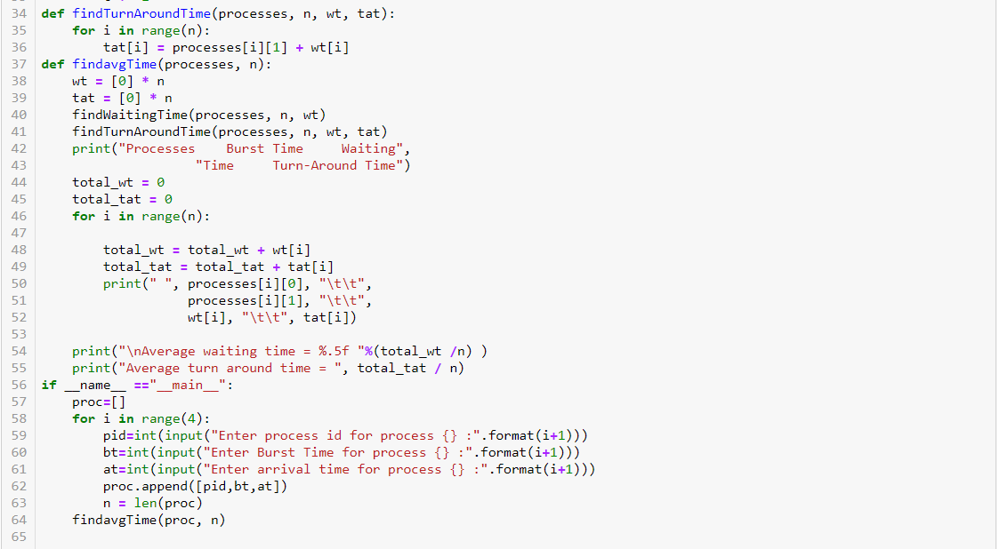 34 def findTurnAroundTime(processes, n, wt, tat):
35     for i in range(n):
36         tat[i] = processes[i][1] + wt[i]
37 def findavgTime(processes, n):
38     wt = [0] * n
39     tat = [0] * n
40     findWaitingTime(processes, n, wt)
41     findTurnAroundTime(processes, n, wt, tat)
42     print("Processes    Burst Time     Waiting",
43                     "Time     Turn-Around Time")
44     total_wt = 0
45     total_tat = 0
46     for i in range(n):
47
48         total_wt = total_wt + wt[i]
49         total_tat = total_tat + tat[i]
50         print(" ", processes[i][0], "\t\t",
51                    processes[i][1], "\t\t",
52                    wt[i], "\t\t", tat[i])
53
54     print("\nAverage waiting time = %.5f "%(total_wt /n) )
55     print("Average turn around time = ", total_tat / n)
56 if __name__ =="__main__":
57     proc=[]
58     for i in range(4):
59         pid=int(input("Enter process id for process {} :".format(i+1)))
60         bt=int(input("Enter Burst Time for process {} :".format(i+1)))
61         at=int(input("Enter arrival time for process {} :".format(i+1)))
62         proc.append([pid,bt,at])
63         n = len(proc)
64     findavgTime(proc, n)
65